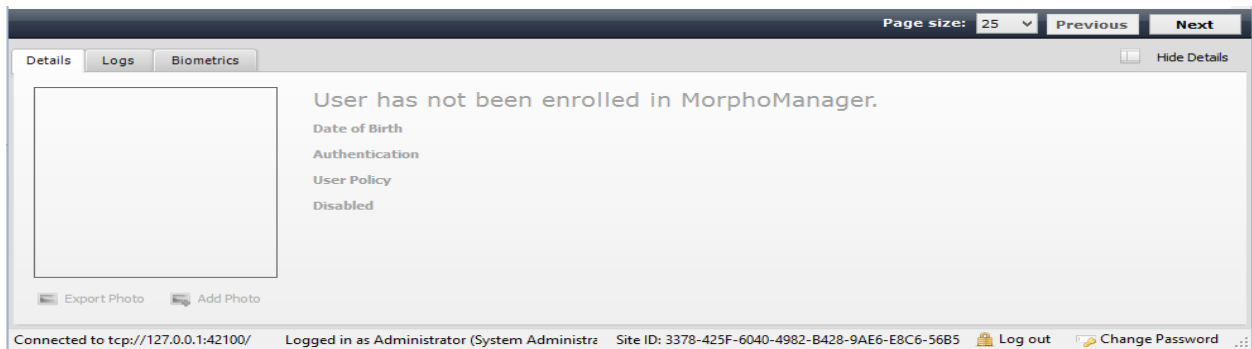 Page size: 25 Previous Next
Details Logs Biometrics Hide Details
User has not been enrolled in MorphoManager.
Date of Birth
Authentication
User Policy
Disabled
Export Photo Add Photo
Connected to tcp://127.0.0.1:42100/ Logged in as Administrator (System Administra Site ID: 3378-425F-6040-4982-B428-9AE6-E8C6-56B5 Log out Change Password